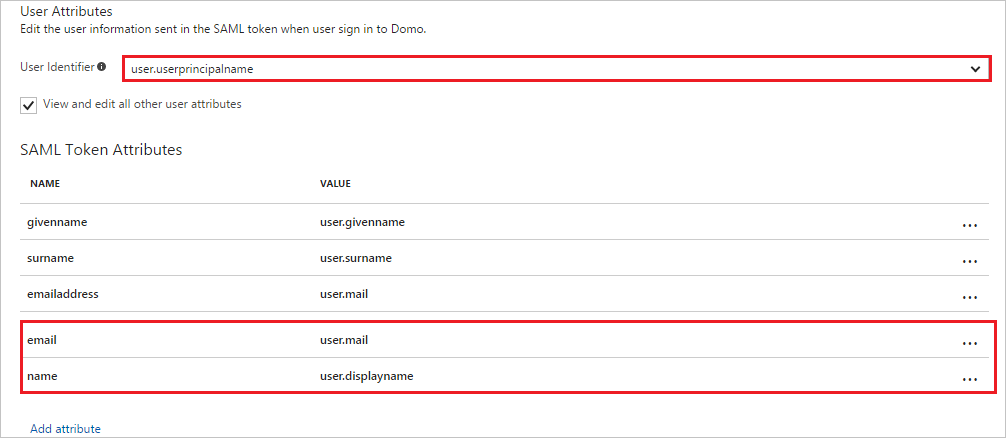 User Attributes
Edit the user information sent in the SAML token when user sign in to Domo.
User Identifier
user.userprincipalname
View and edit all other user attributes
SAML Token Attributes
NAME VALUE
givenname user.givenname ...
surname user.surname ...
emailaddress user.mail ...
email user.mail ...
name user.displayname ...
Add attribute